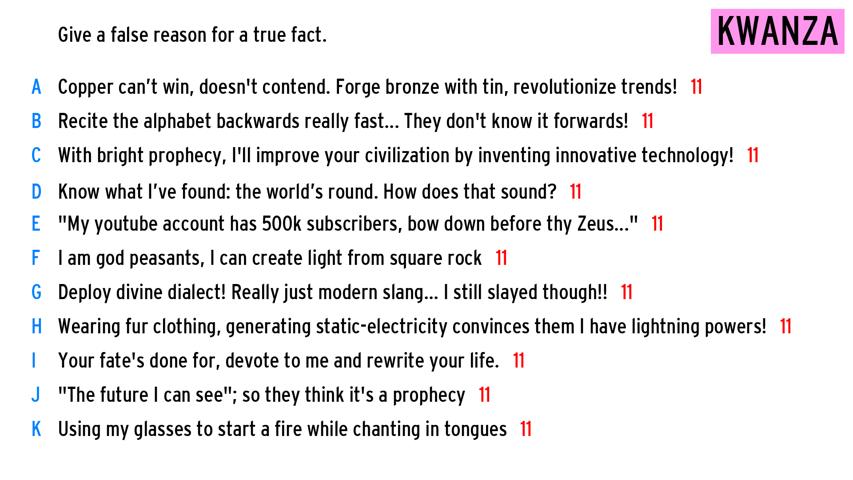 Give a false reason for a true fact.
KWANZA
A Copper can't win, doesn't contend. Forge bronze with tin, revolutionize trends! 11
B Recite the alphabet backwards really fast... They don't know it forwards! 11
C With bright prophecy, I'll improve your civilization by inventing innovative technology! 11
D Know what I've found: the world's round. How does that sound? 11
E "My youtube account has 500k subscribers, bow down before thy Zeus..." 11
F I am god peasants, I can create light from square rock 11
G Deploy divine dialect! Really just modern slang... I still slayed though!! 11
H Wearing fur clothing, generating static-electricity convinces them I have lightning powers! 11
I Your fate's done for, devote to me and rewrite your life. 11
J "The future I can see"; so they think it's a prophecy 11
K Using my glasses to start a fire while chanting in tongues 11